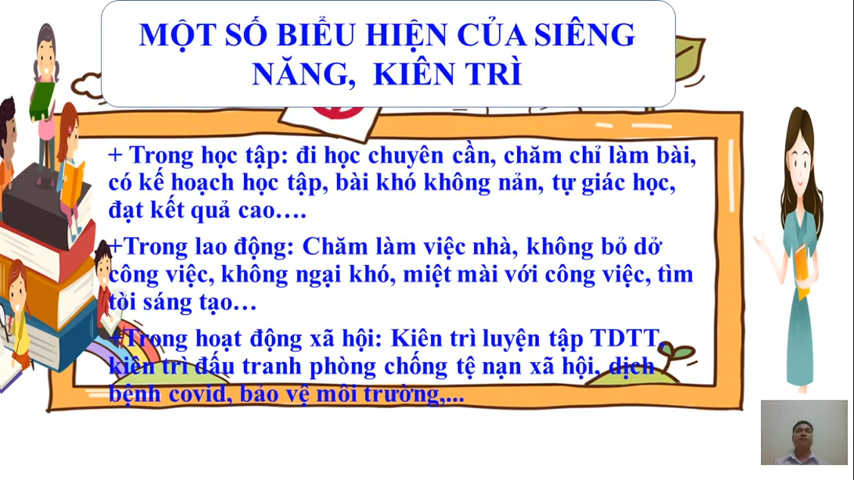 MỘT SỐ BIỂU HIỆN CỦA SIÊNG
NĂNG, KIÊN TRÌ
+ Trong học tập: đi học chuyên cần, chăm chỉ làm bài,
có kế hoạch học tập, bài khó không nản, tự giác học,
đạt kết quả cao….
+Trong lao động: Chăm làm việc nhà, không bỏ dở
công việc, không ngại khó, miệt mài với công việc, tìm
tòi sáng tạo…
+Trong hoạt động xã hội: Kiên trì luyện tập TDTT,
kiên trì đấu tranh phòng chống tệ nạn xã hội, dịch
bệnh covid, bảo vệ môi trường,...